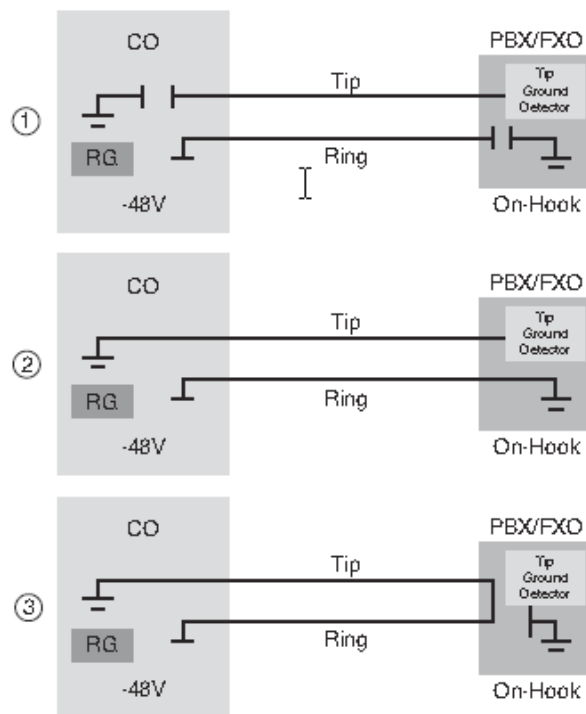 CO
PBX/FXO
①
Tip
Tip
Ground
Detector
RG
Ring
-48V
On-Hook
CO
PBX/FXO
②
Tip
Tip
Ground
Detector
RG
Ring
-48V
On-Hook
CO
PBX/FXO
③
Tip
Tip
Ground
Detector
RG
Ring
-48V
On-Hook